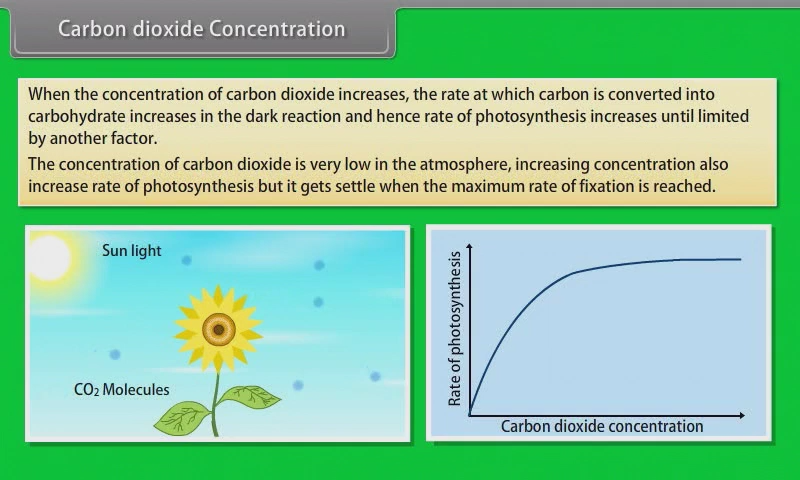 Carbon dioxide Concentration
When the concentration of carbon dioxide increases, the rate at which carbon is converted into
carbohydrate increases in the dark reaction and hence rate of photosynthesis increases until limited
by another factor.
The concentration of carbon dioxide is very low in the atmosphere, increasing concentration also
increase rate of photosynthesis but it gets settle when the maximum rate of fixation is reached.
Sun light
CO₂ Molecules
Rate of photosynthesis
Carbon dioxide concentration